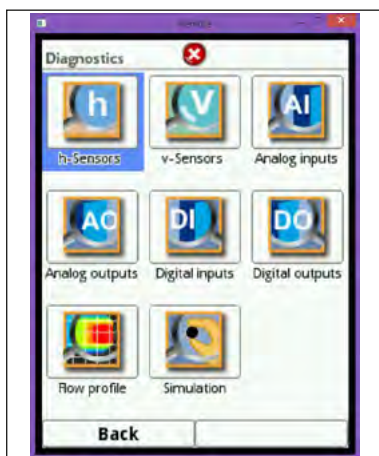 Diagnostics
h
V
AI
h-Sensors
v-Sensors
Analog inputs
AO
DI
DO
Analog outputs
Digital inputs
Digital outputs
Flow profile
Simulation
Back